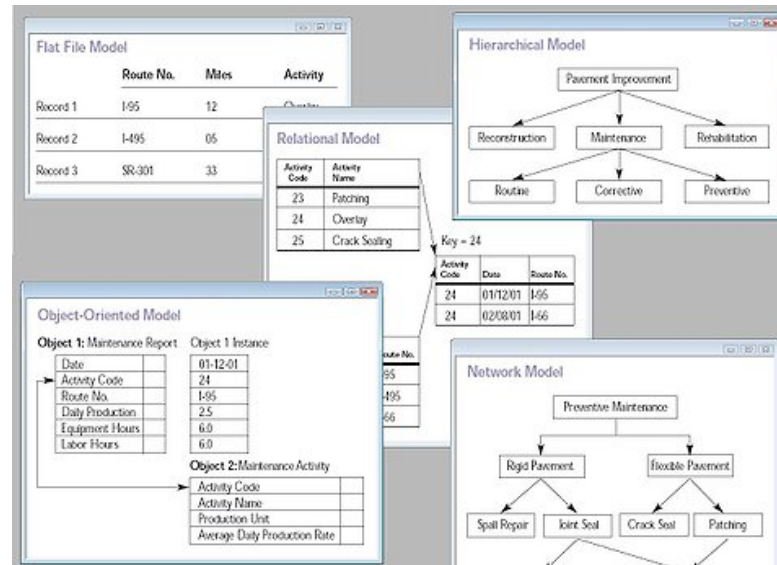 Flat File Model
Route No. Miles Activity
Record 1 I-95 12
Record 2 I-495 05
Record 3 SR-301 33
Hierarchical Model
Pavement Improvement
Reconstruction Maintenance Rehabilitation
Routine Corrective Preventive
Relational Model
Activity Code Activity Name
23 Patching
24 Overlay
25 Crack Sealing
Key = 24
Activity Code Date Route No.
24 01/12/01 I-95
24 02/08/01 I-66
Route No.
95
495
66
Object-Oriented Model
Object 1: Maintenance Report Object 1 Instance
Date 01-12-01
Activity Code 24
Route No. I-95
Daily Production 2.5
Equipment Hours 6.0
Labor Hours 6.0
Object 2: Maintenance Activity
Activity Code
Activity Name
Production Unit
Average Daily Production Rate
Network Model
Preventive Maintenance
Rigid Pavement Flexible Pavement
Spall Repair Joint Seal Crack Seal Patching